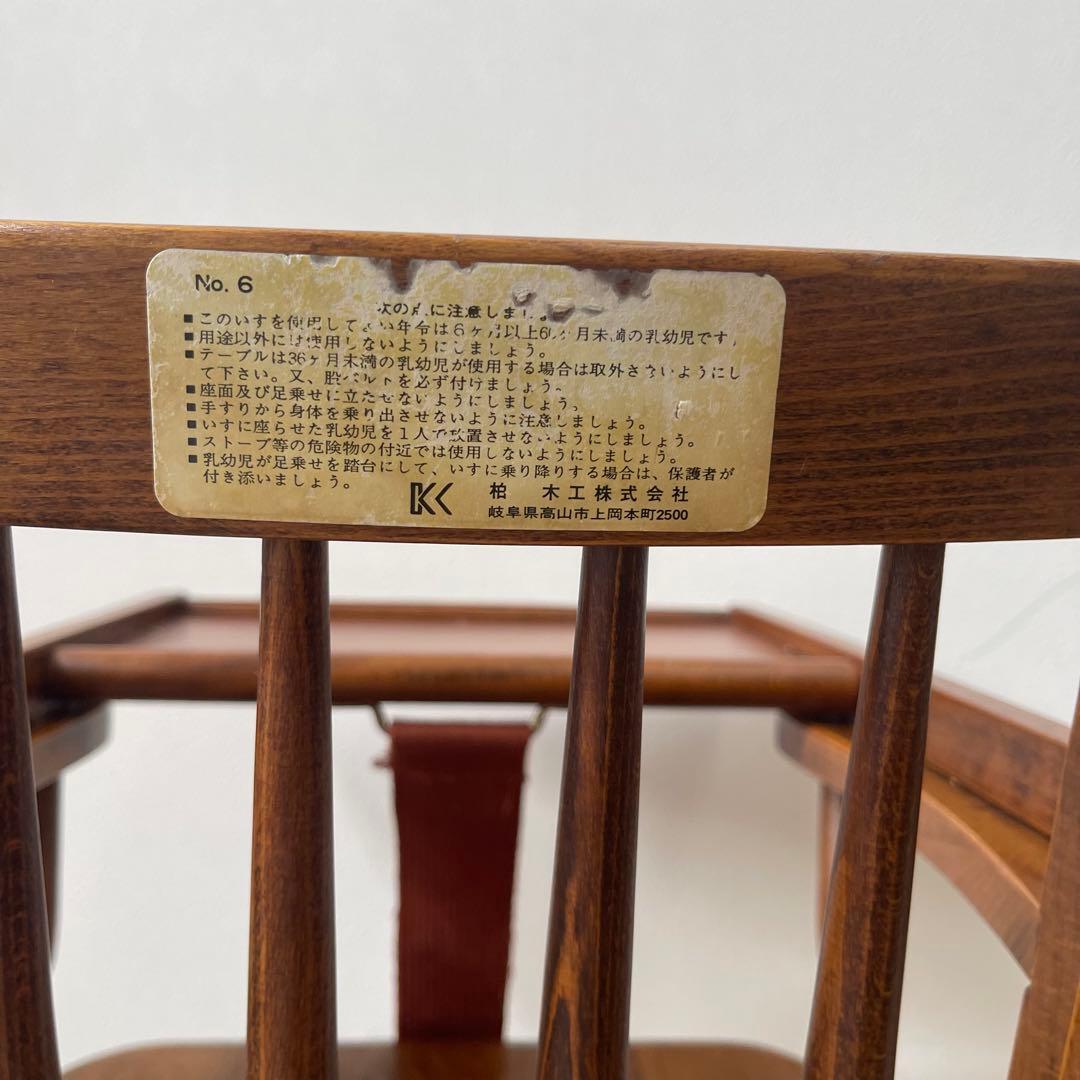 No. 6
次の点に注意しましょう。
■このいすを使用してよい年令は6ヶ月以上60ヶ月未満の乳幼児です。
■用途以外には使用しないようにしましょう。
■テーブルは36ヶ月未満の乳幼児が使用する場合は取外さないようにし
て下さい。又、股ベルトを必ず付けましょう。
■座面及び足乗せに立たせないようにしましょう。
■手すりから身体を乗り出させないように注意しましょう。
■いすに座らせた乳幼児を1人で放置させないようにしましょう。
■ストーブ等の危険物の付近では使用しないようにしましょう。
■乳幼児が足乗せを踏台にして、いすに乗り降りする場合は、保護者が
付き添いましょう。
柏 木工株式会社
岐阜県高山市上岡本町2500